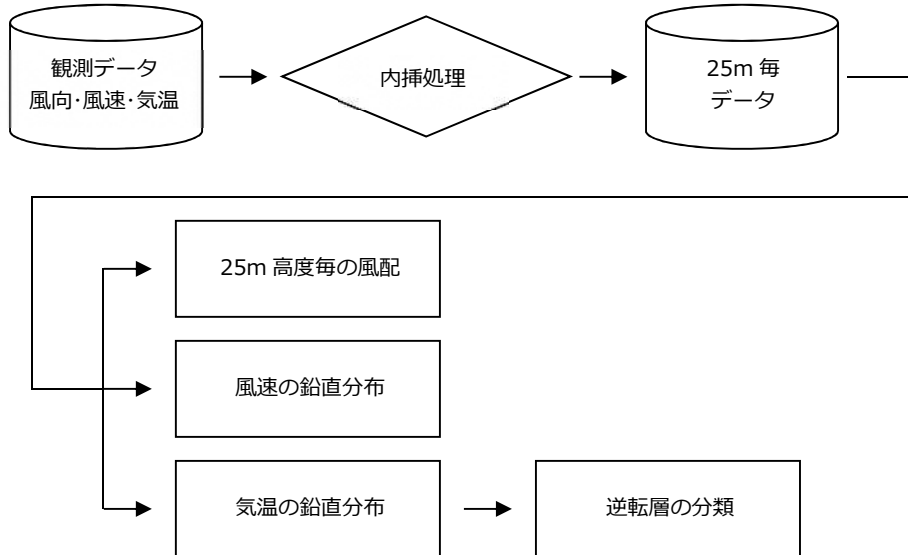 観測データ
風向･風速･気温
内挿処理
25m 毎
データ
25m 高度毎の風配
風速の鉛直分布
気温の鉛直分布
逆転層の分類